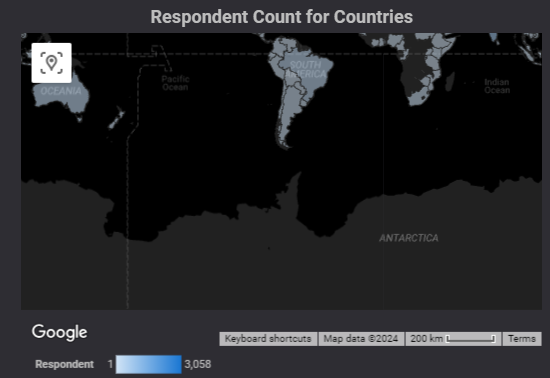 Respondent Count for Countries
SOUTH
AMERICA
Pacific
Ocean
Indian
Ocean
OCEANIA
ANTARCTICA
Google
Keyboard shortcuts
Map data ©2024
200 km
Terms
Respondent 1 3,058